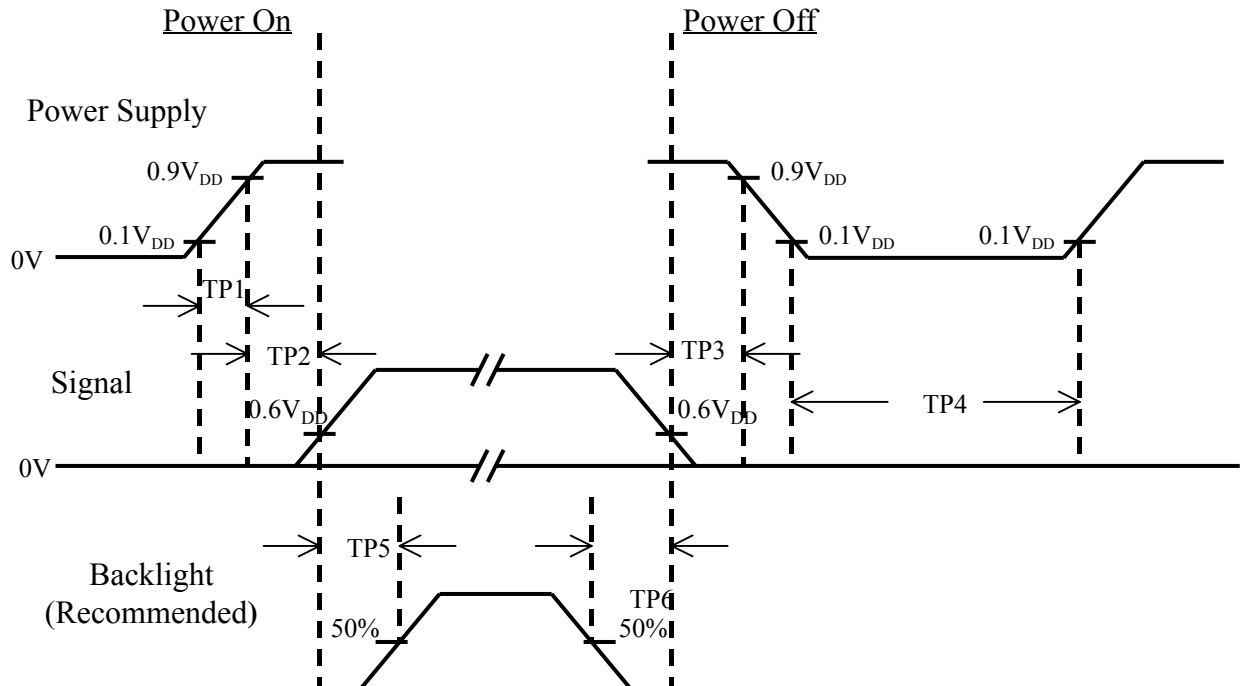 Power On
Power Off
Power Supply
0.9VDD
0.9VDD
0.1VDD
0.1VDD
0.1VDD
0V
TP1
TP2
TP3
Signal
TP4
0.6VDD
0.6VDD
0V
TP5
Backlight
(Recommended)
TP6
50%
50%